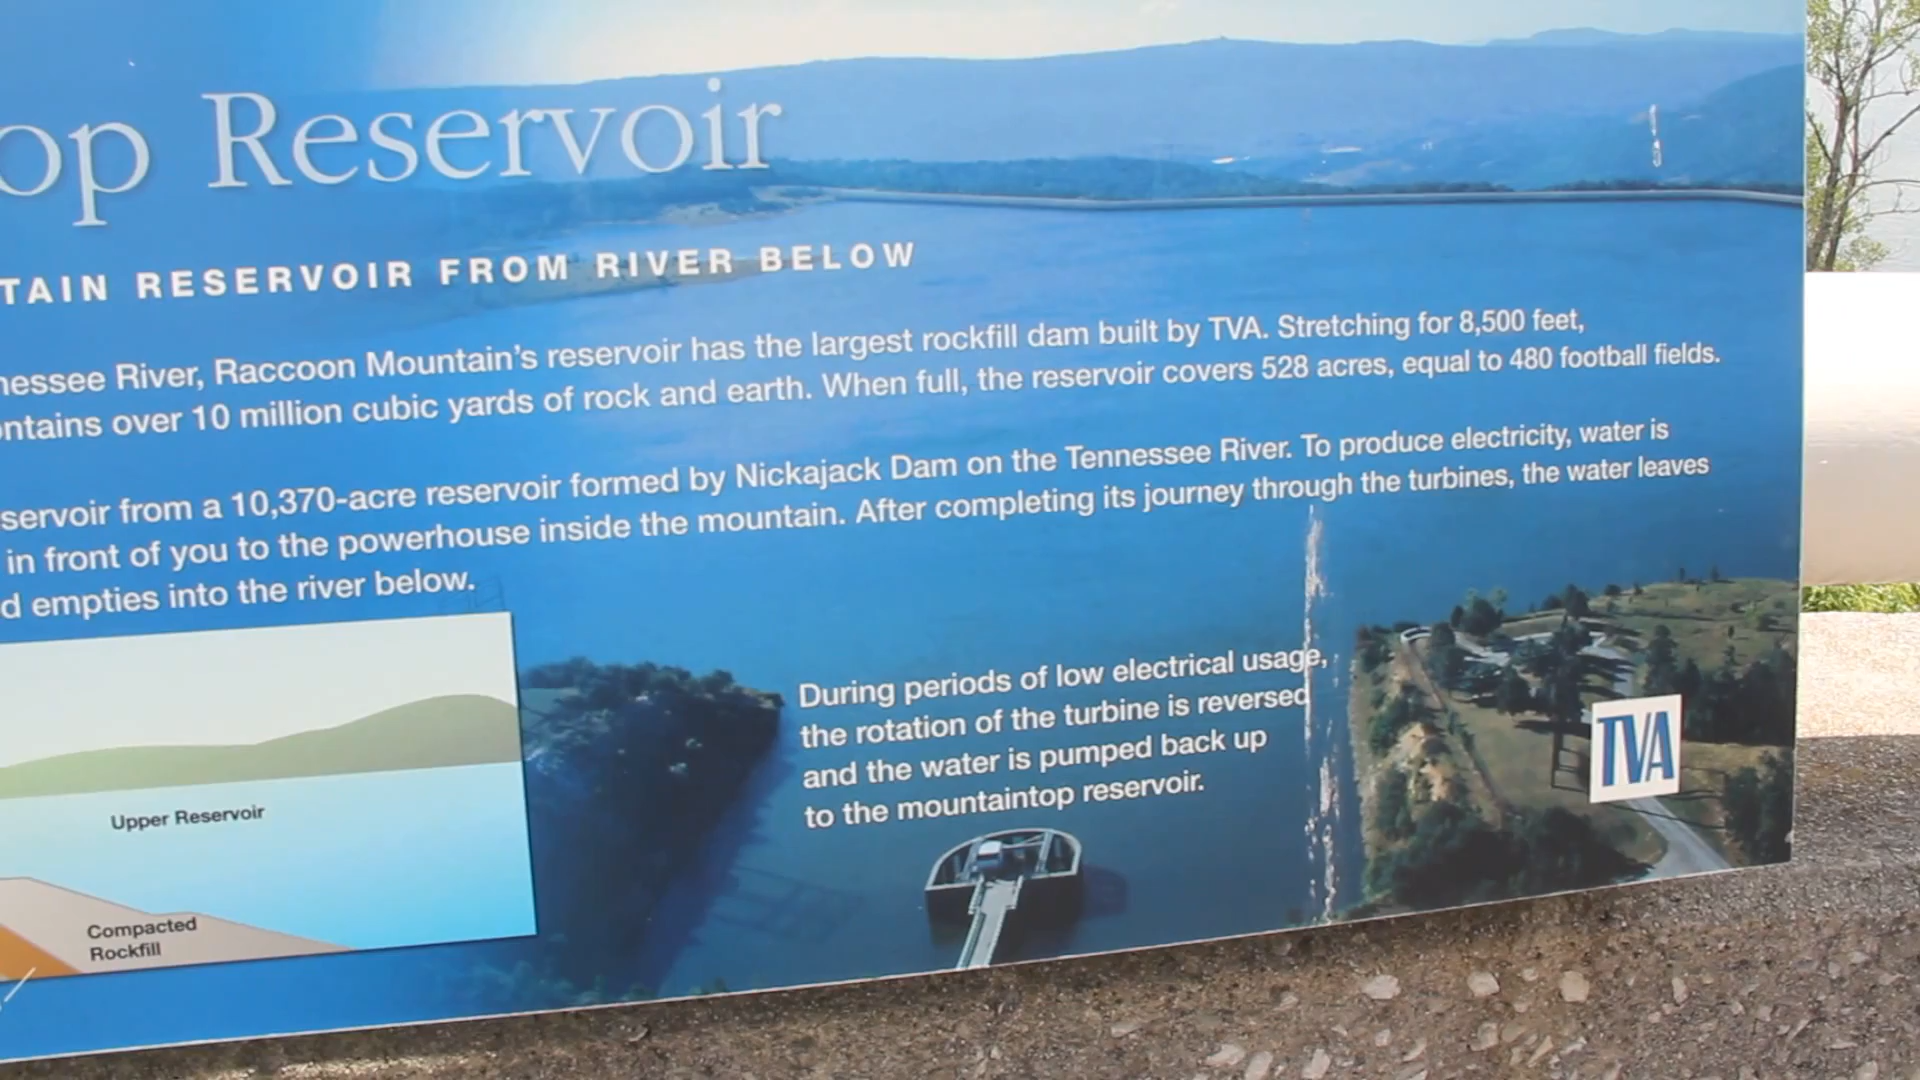 op Reservoir
TAIN RESERVOIR FROM RIVER BELOW
nessee River, Raccoon Mountain's reservoir has the largest rockfill dam built by TVA. Stretching for 8,500 feet,
ontains over 10 million cubic yards of rock and earth. When full, the reservoir covers 528 acres, equal to 480 football fields.
servoir from a 10,370-acre reservoir formed by Nickajack Dam on the Tennessee River. To produce electricity, water is
in front of you to the powerhouse inside the mountain. After completing its journey through the turbines, the water leaves
d empties into the river below.
During periods of low electrical usage,
the rotation of the turbine is reversed
and the water is pumped back up
to the mountaintop reservoir.
Upper Reservoir
Compacted
Rockfill
TVA